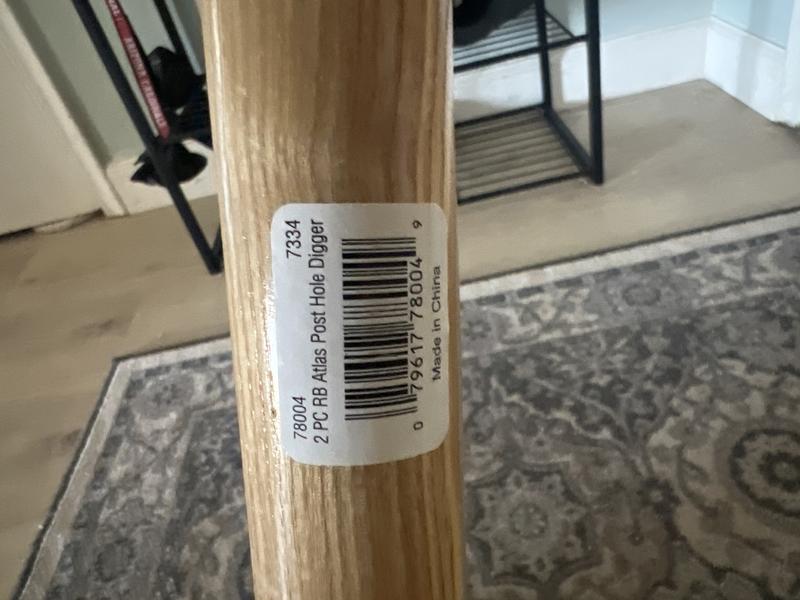 78004 7334
2 PC RB Atlas Post Hole Digger
0 79617 78004 9
Made in China